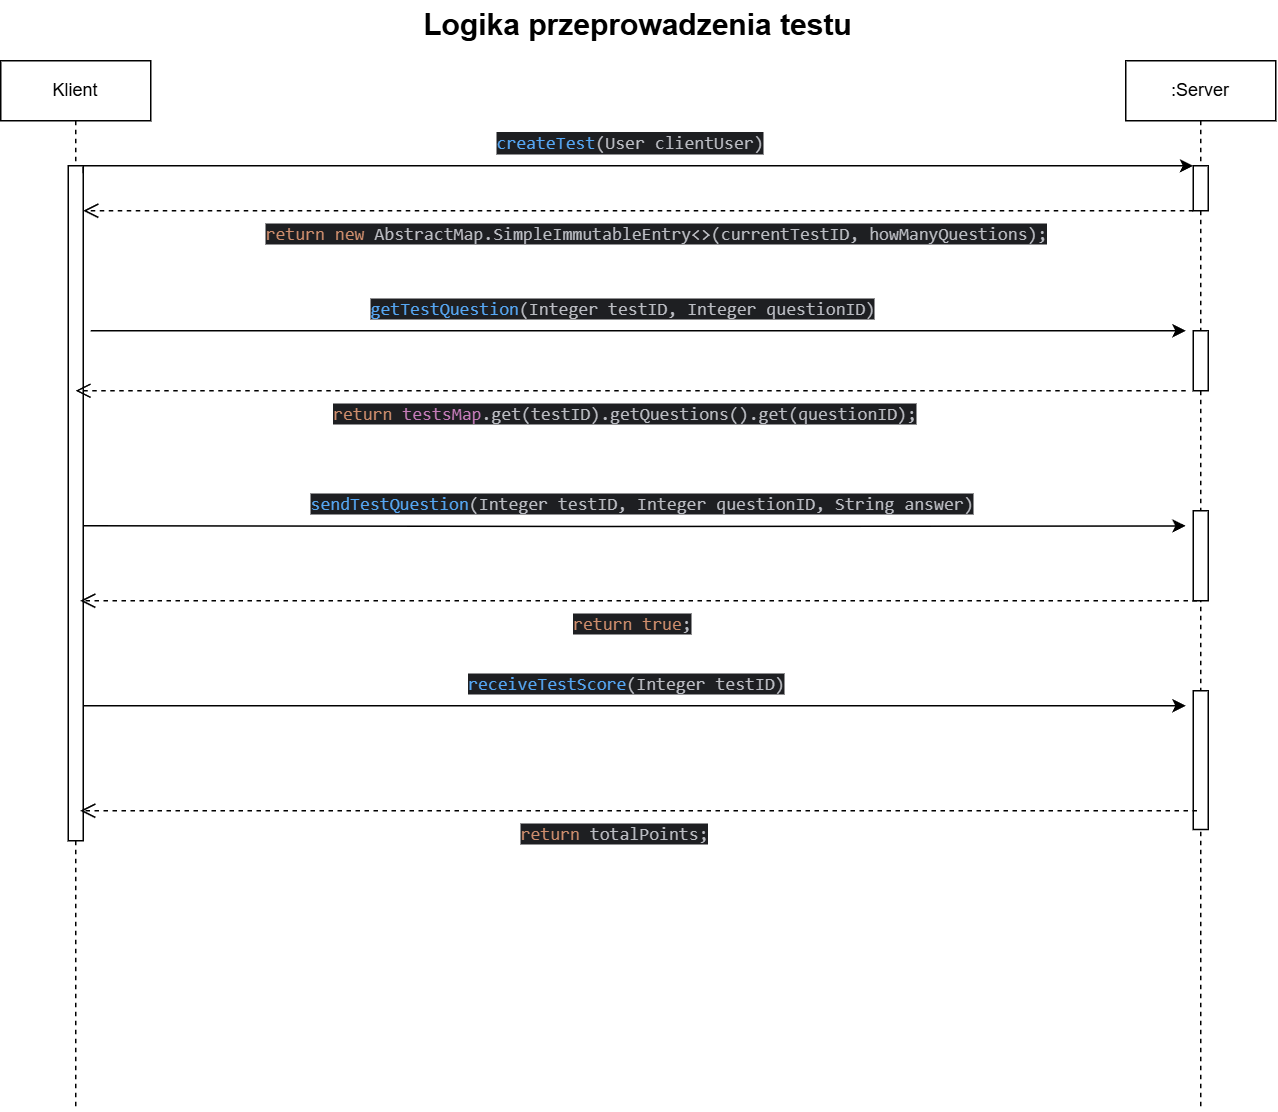 Logika przeprowadzenia testu
Klient
:Server
createTest(User clientUser)
return new AbstractMap.SimpleImmutableEntry<>(currentTestID, howManyQuestions);
getTestQuestion(Integer testID, Integer questionID)
return testsMap.get(testID).getQuestions().get(questionID);
sendTestQuestion(Integer testID, Integer questionID, String answer)
return true;
receiveTestScore(Integer testID)
return totalPoints;